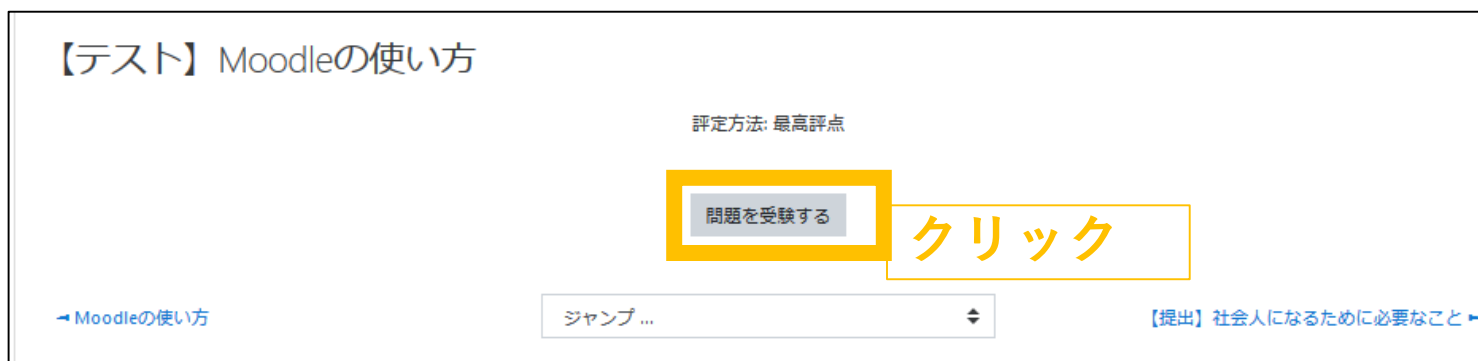 【テスト】Moodleの使い方
評定方法: 最高評点
問題を受験する
クリック
Moodleの使い方
ジャンプ ...
【提出】社会人になるために必要なこと